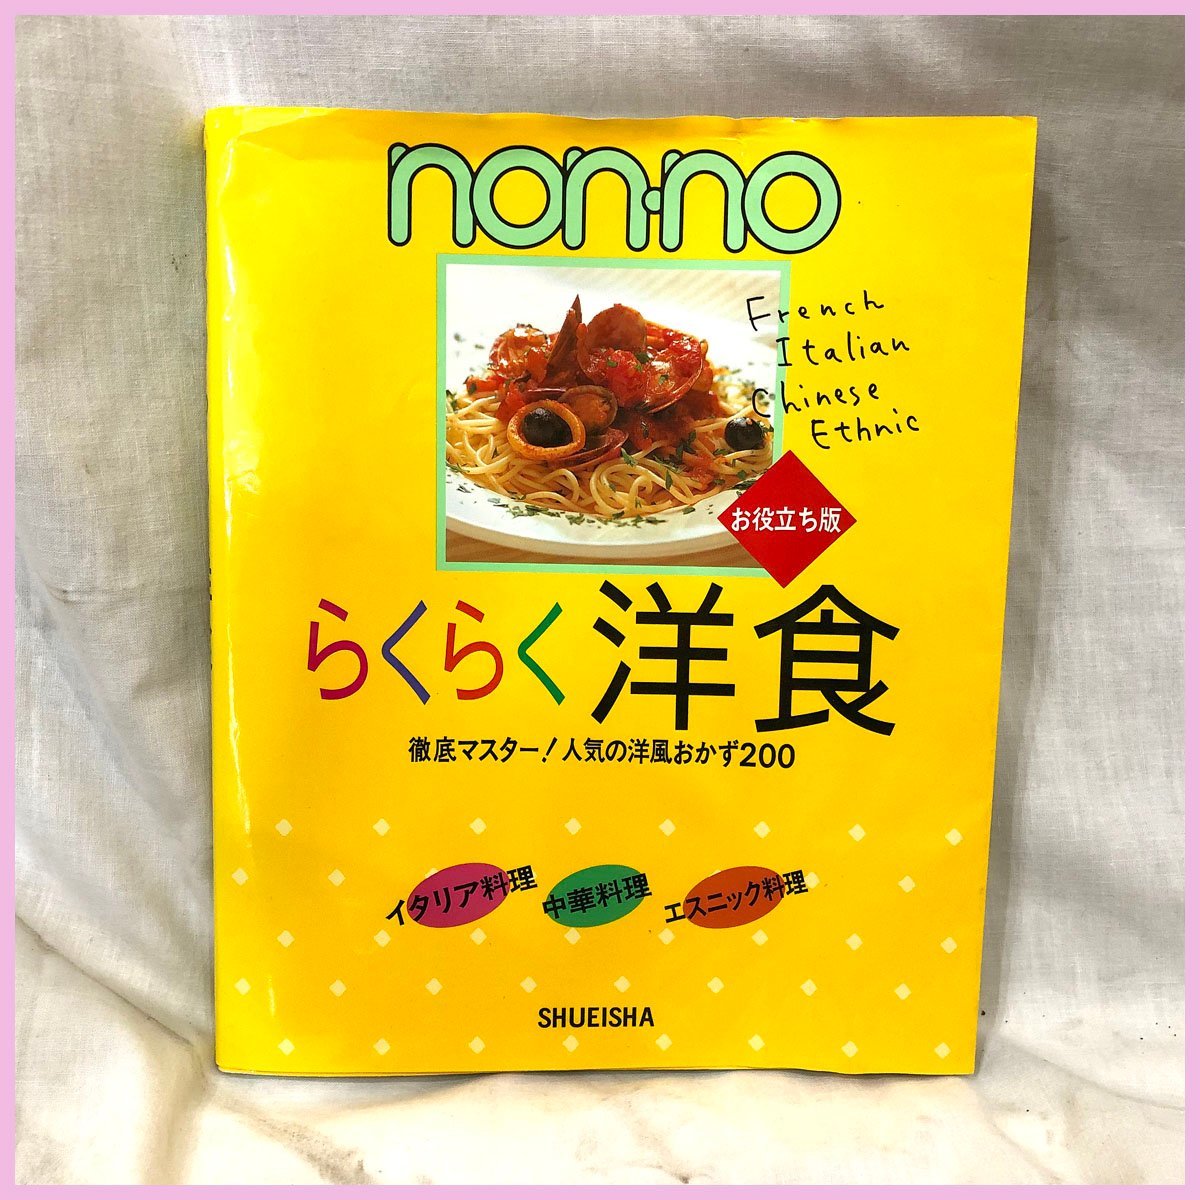 non・no
French
Italian
Chinese
Ethnic
お役立ち版
らくらく洋食
徹底マスター!人気の洋風おかず200
イタリア料理
中華料理
エスニック料理
SHUEISHA